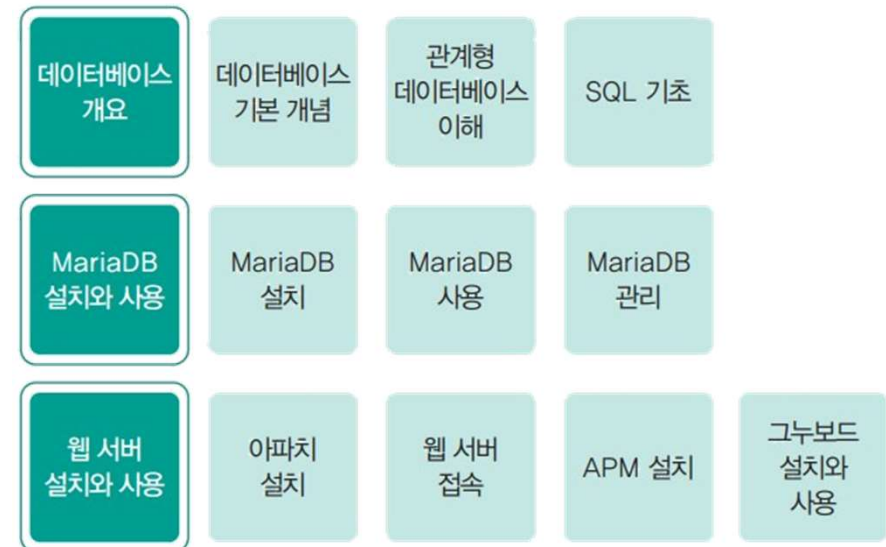 데이터베이스
개요
데이터베이스
기본 개념
관계형
데이터베이스
이해
SQL 기초
MariaDB
설치와 사용
MariaDB
설치
MariaDB
사용
MariaDB
관리
웹 서버
설치와 사용
아파치
설치
웹 서버
접속
APM 설치
그누보드
설치와
사용